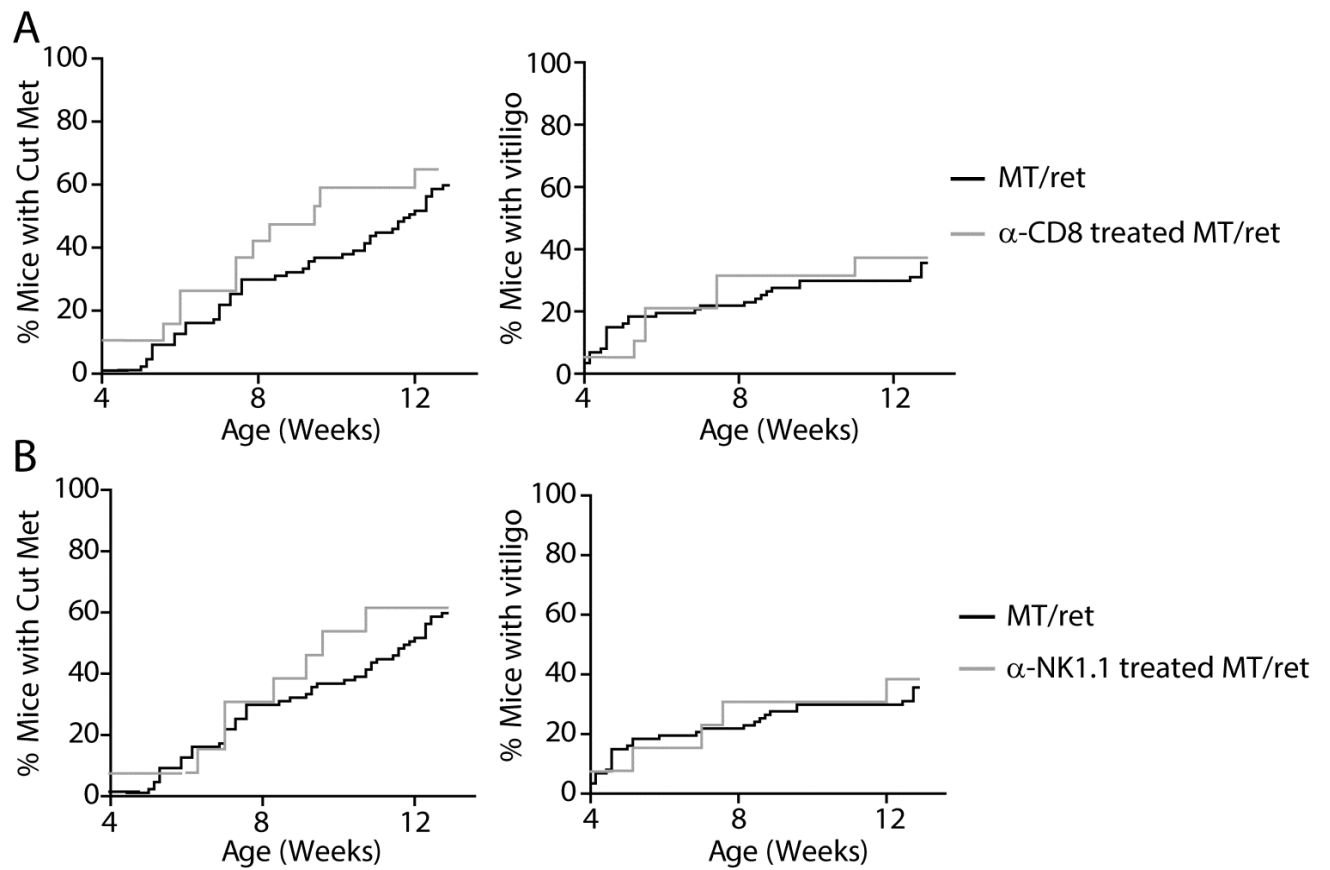 A
% Mice with Cut Met
100
80
60
40
20
0
4
8
12
Age (Weeks)
% Mice with vitiligo
100
80
60
40
20
0
4
8
12
Age (Weeks)
MT/ret
α-CD8 treated MT/ret
B
% Mice with Cut Met
100
80
60
40
20
0
4
8
12
Age (Weeks)
% Mice with vitiligo
100
80
60
40
20
0
4
8
12
Age (Weeks)
MT/ret
α-NK1.1 treated MT/ret